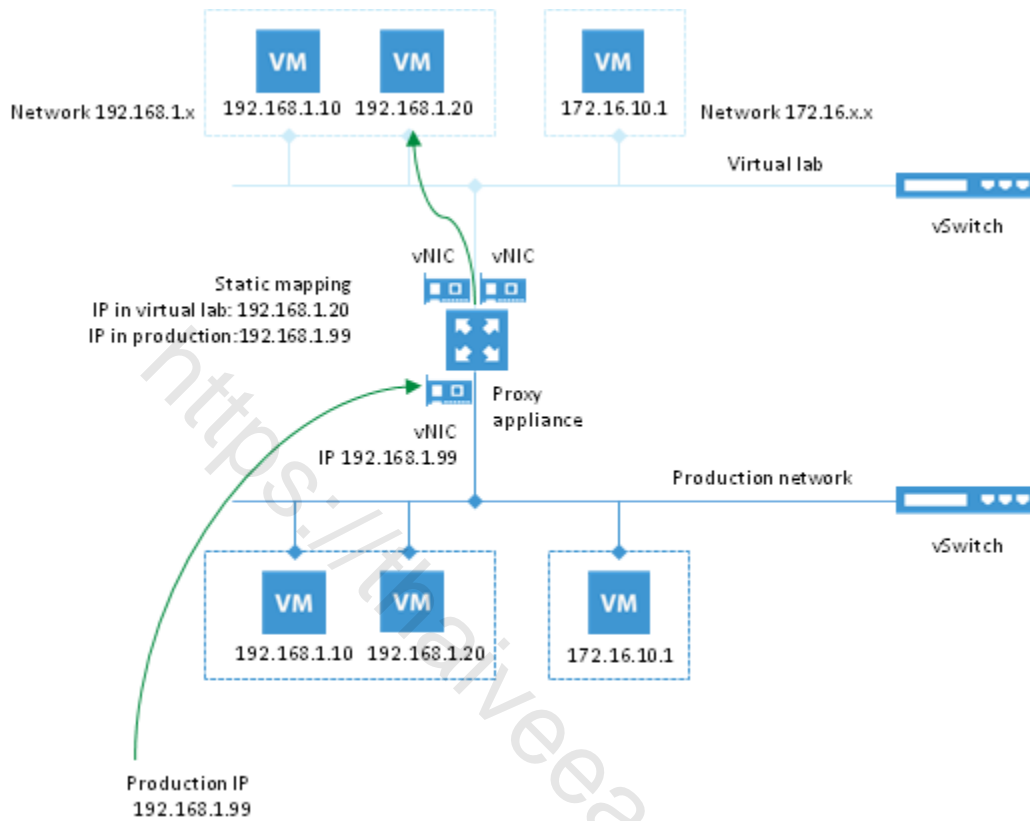 VM
VM
VM
192.168.1.10
192.168.1.20
172.16.10.1
Network 192.168.1.x
Network 172.16.x.x
Virtual lab
vSwitch
vNIC
vNIC
Static mapping
IP in virtual lab: 192.168.1.20
IP in production:192.168.1.99
Proxy
appliance
vNIC
IP 192.168.1.99
Production network
vSwitch
VM
VM
VM
192.168.1.10
192.168.1.20
172.16.10.1
Production IP
192.168.1.99
https://thaiveea